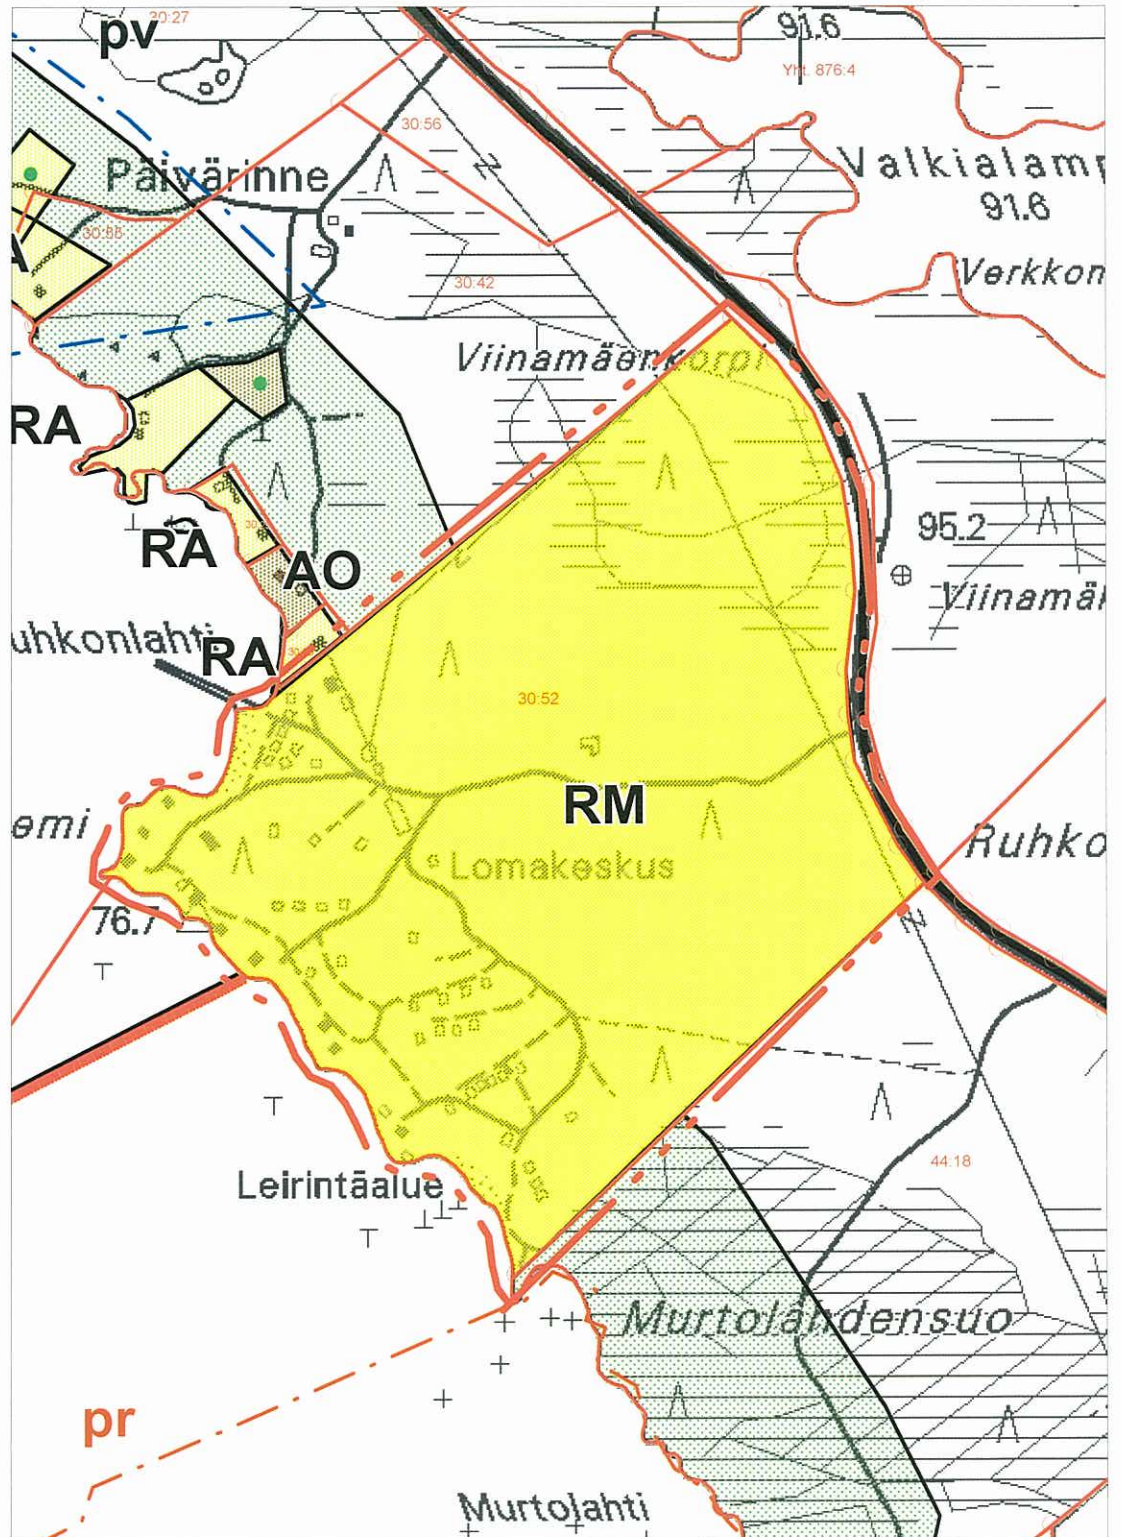 30:27
pv
91.6
Yht. 876:4
30:56
Päivärinne
Valkialamp
91.6
30:55
A
Verkkon
30:42
Viinamäenkorpi
RA
95.2
RA
AO
Viinamä
uhkonlahti
RA
30:52
RM
emi
Ruhko
Lomakeskus
76.7
44:18
Leirintäalue
Murtolahdensuo
pr
Murtolahti